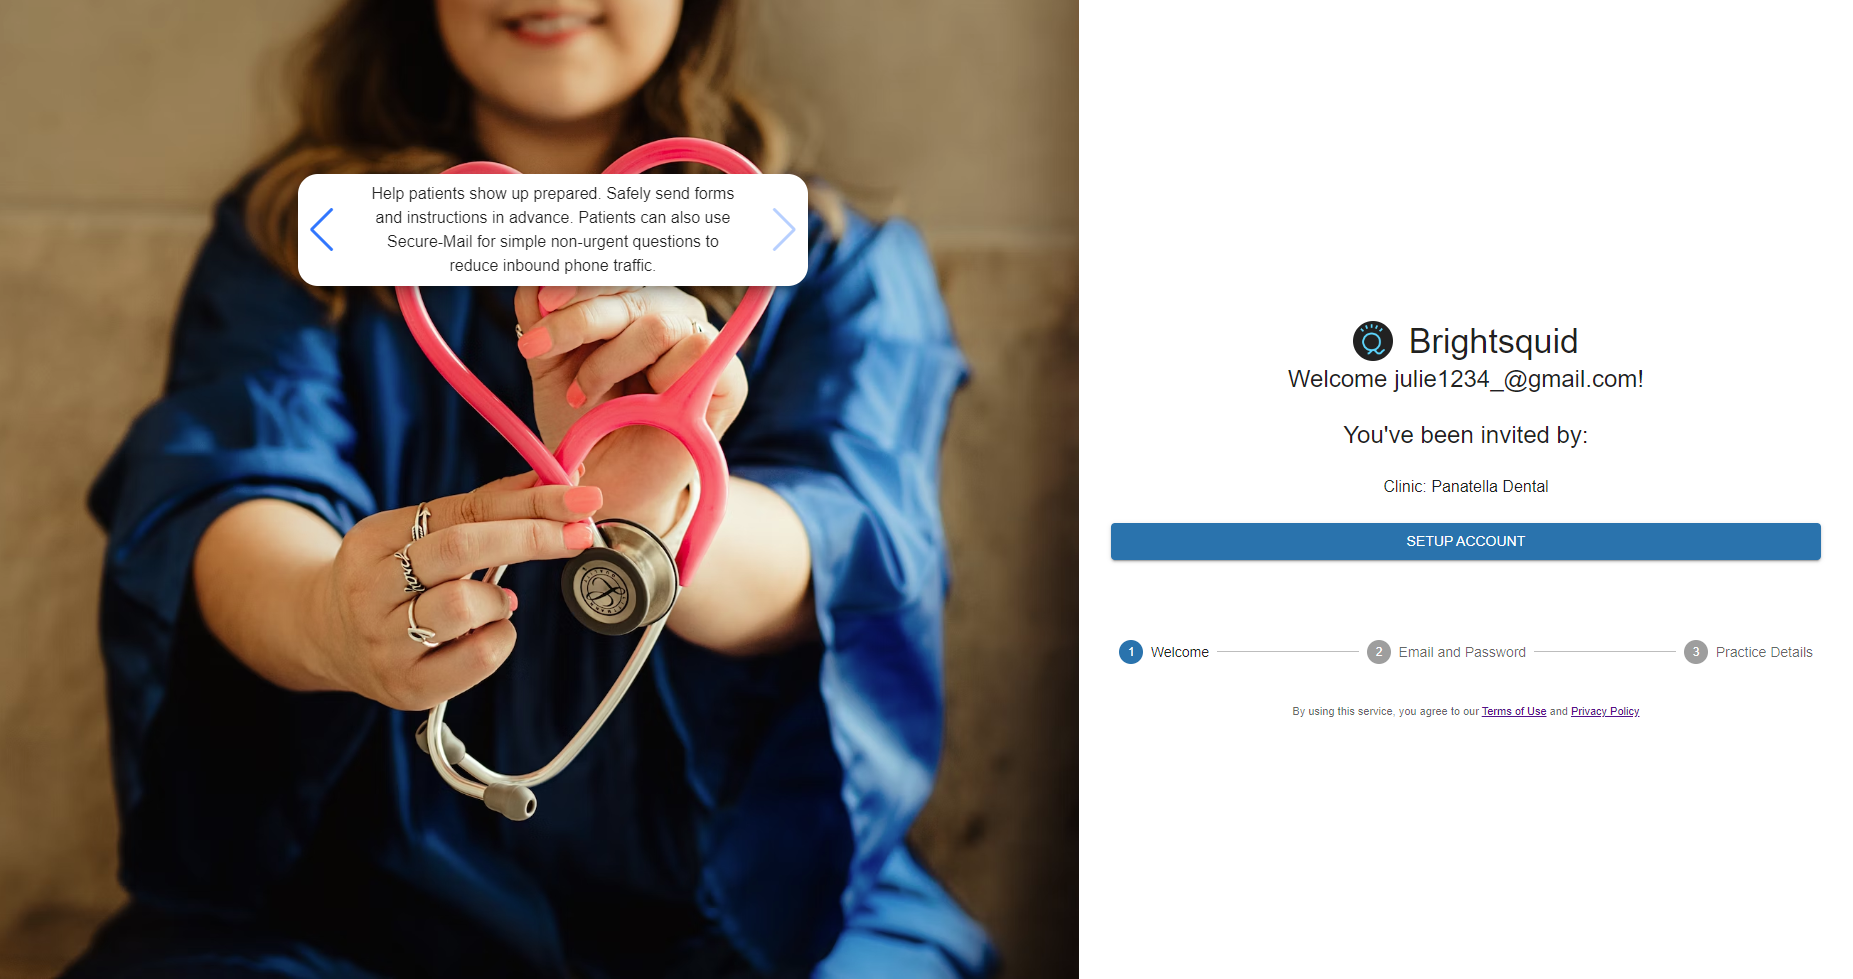 Help patients show up prepared. Safely send forms
and instructions in advance. Patients can also use
Secure-Mail for simple non-urgent questions to
reduce inbound phone traffic.
Brightsquid
Welcome julie1234_@gmail.com!
You've been invited by:
Clinic: Panatella Dental
SETUP ACCOUNT
1 Welcome
2 Email and Password
3 Practice Details
By using this service, you agree to our Terms of Use and Privacy Policy